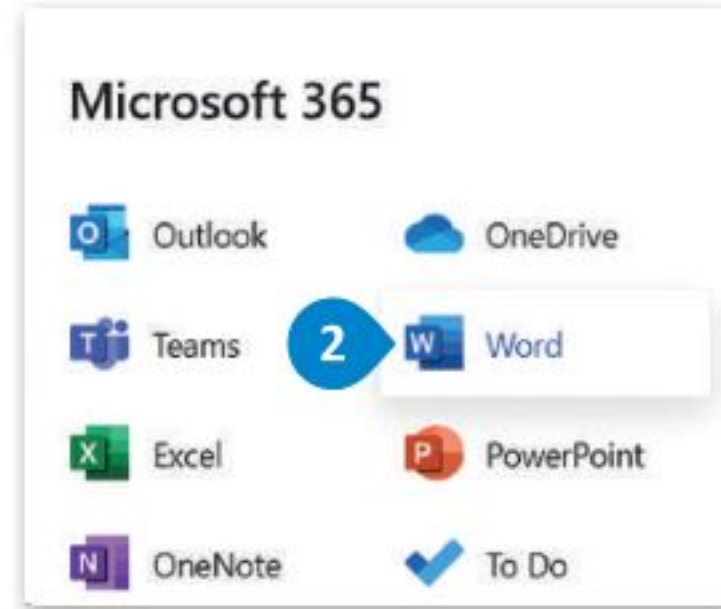 Microsoft 365
Outlook OneDrive
Teams 2 Word
Excel PowerPoint
OneNote To Do